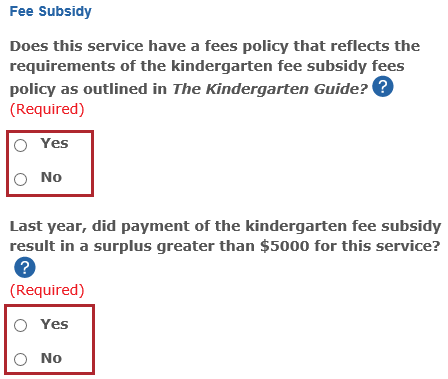 Fee Subsidy
Does this service have a fees policy that reflects the
requirements of the kindergarten fee subsidy fees
policy as outlined in The Kindergarten Guide? ?
(Required)
Yes
No
Last year, did payment of the kindergarten fee subsidy
result in a surplus greater than $5000 for this service?
?
(Required)
Yes
No